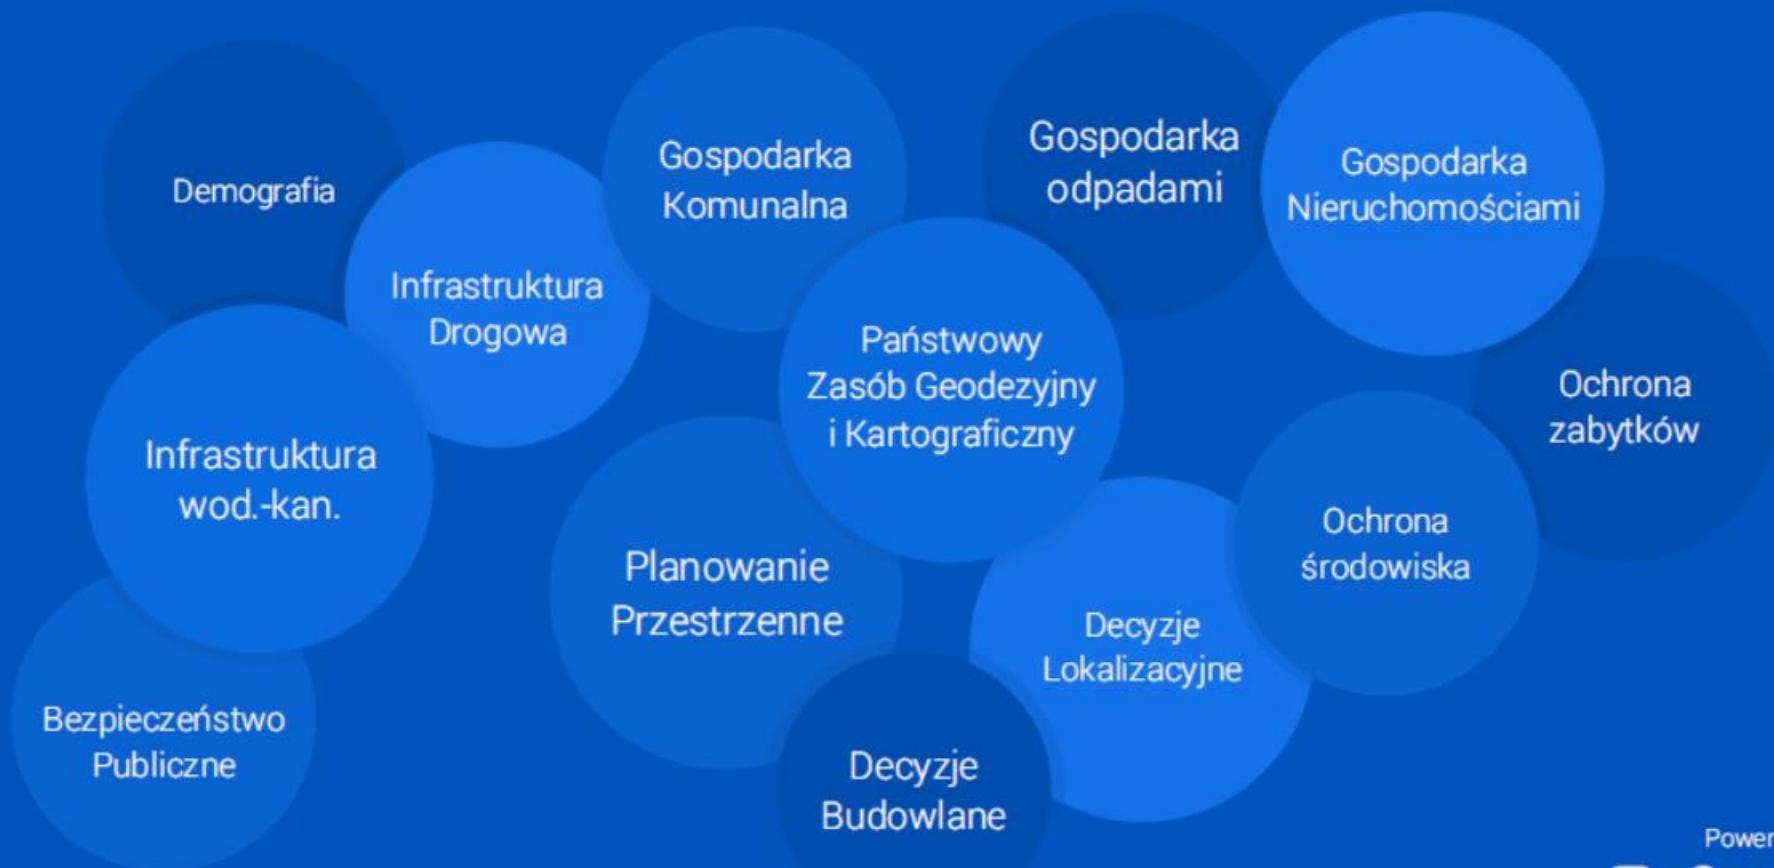 Demografia
Infrastruktura
Drogowa
Gospodarka
Komunalna
Gospodarka
odpadami
Gospodarka
Nieruchomościami
Państwowy
Zasób Geodezyjny
i Kartograficzny
Ochrona
zabytków
Infrastruktura
wod.-kan.
Planowanie
Przestrzenne
Ochrona
środowiska
Decyzje
Lokalizacyjne
Bezpieczeństwo
Publiczne
Decyzje
Budowlane
Power